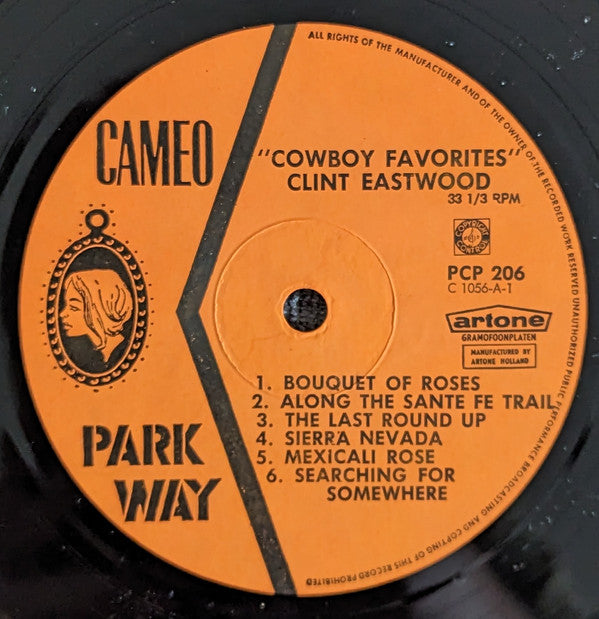 ALL RIGHTS OF THE MANUFACTURER AND OF THE OWNER OF THE RECORDED WORK RESERVED UNAUTHORIZED PUBLIC PERFORMANCE BROADCASTING AND COPYING OF THIS RECORD PROHIBITED
CAMEO
"COWBOY FAVORITES"
CLINT EASTWOOD
33 1/3 RPM
COPYRIGHT
CONTROL
PCP 206
C 1056-A-1
artone
GRAMOFOONPLATEN
MANUFACTURED BY
ARTONE HOLLAND
1. BOUQUET OF ROSES
2. ALONG THE SANTE FE TRAIL
3. THE LAST ROUND UP
4. SIERRA NEVADA
5. MEXICALI ROSE
6. SEARCHING FOR
SOMEWHERE
PARK
WAY